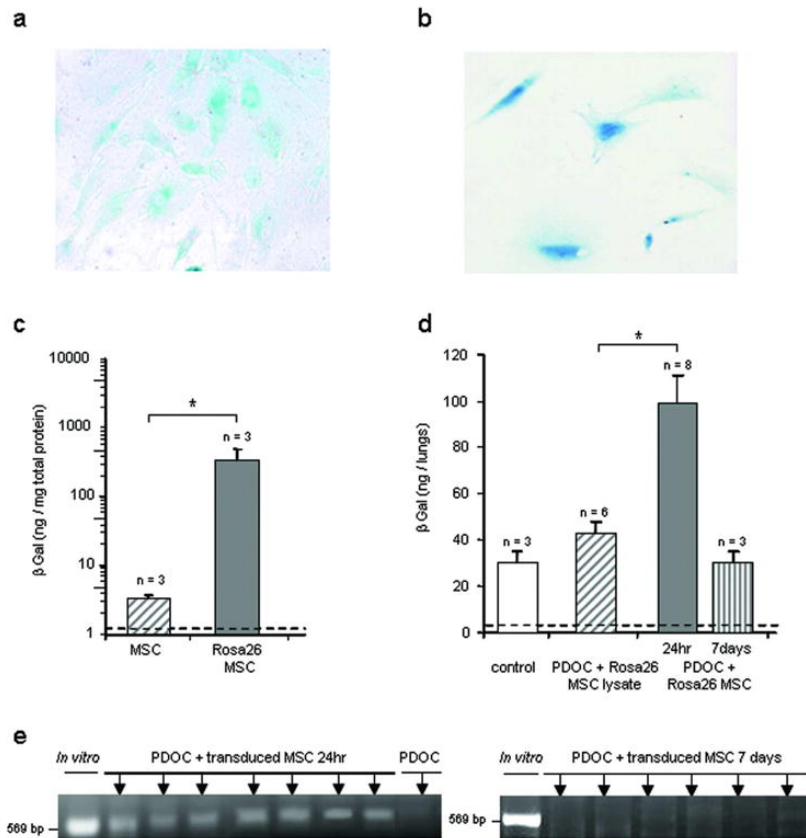 a
b
c
β Gal (ng / mg total protein)
10000
1000
100
10
1
*
n = 3
n = 3
MSC
Rosa26
MSC
d
β Gal (ng / lungs)
120
100
80
60
40
20
0
*
n = 3
n = 6
n = 8
n = 3
24hr 7days
control PDOC + Rosa26 PDOC +
MSC lysate Rosa26 MSC
e
In vitro PDOC + transduced MSC 24hr PDOC
569 bp
In vitro PDOC + transduced MSC 7 days
569 bp